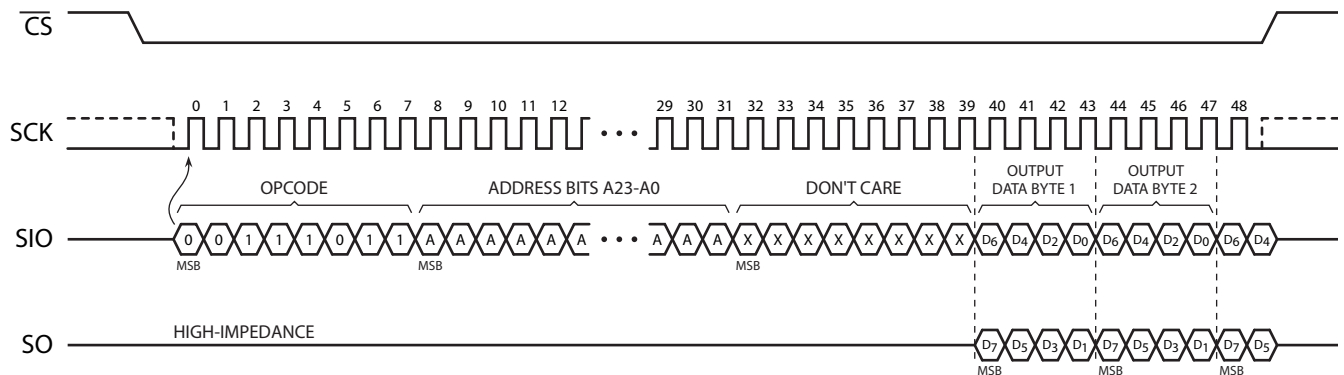 CS
0 1 2 3 4 5 6 7 8 9 10 11 12 29 30 31 32 33 34 35 36 37 38 39 40 41 42 43 44 45 46 47 48
SCK
OPCODE ADDRESS BITS A23-A0 DON'T CARE OUTPUT DATA BYTE 1 OUTPUT DATA BYTE 2
SIO 0 0 1 1 1 0 1 1 A A A A A A A A A X X X X X X X X D6 D4 D2 D0 D6 D4 D2 D0 D6 D4
MSB MSB MSB
HIGH-IMPEDANCE
SO D7 D5 D3 D1 D7 D5 D3 D1 D7 D5
MSB MSB MSB